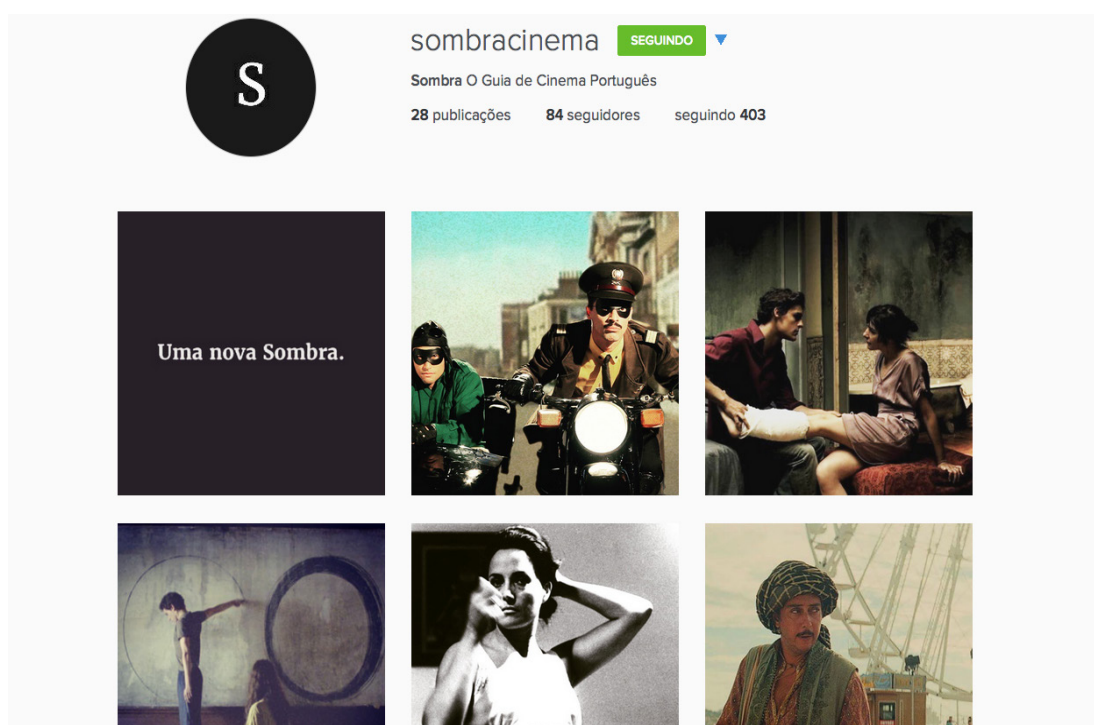 S
sombracinema SEGUINDO
Sombra O Guia de Cinema Português
28 publicações 84 seguidores seguindo 403
Uma nova Sombra.